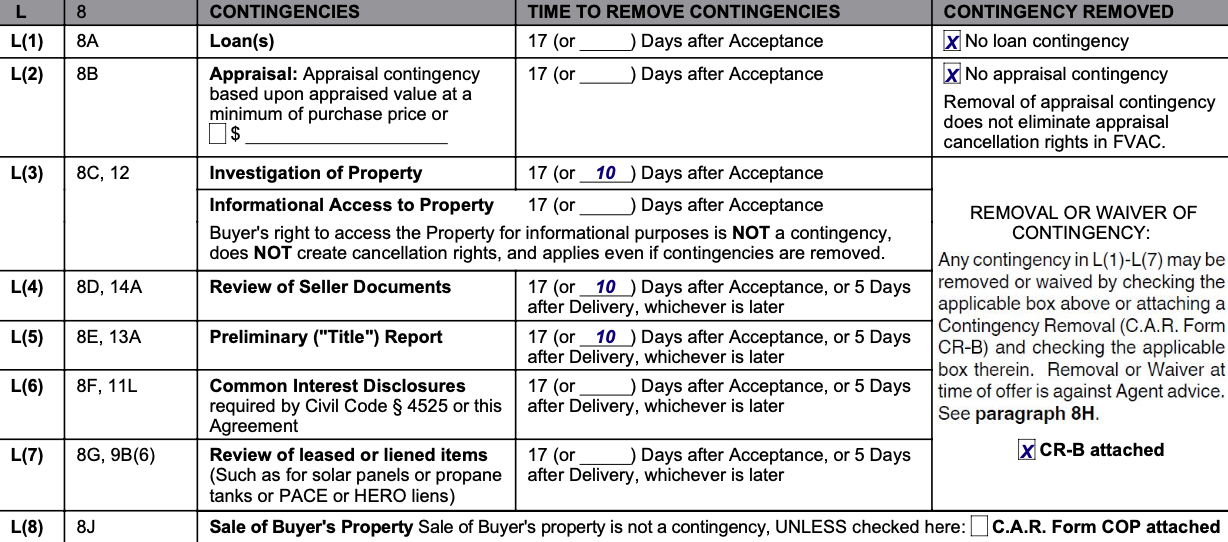 L 8 CONTINGENCIES TIME TO REMOVE CONTINGENCIES CONTINGENCY REMOVED
L(1) 8A Loan(s) 17 (or _____) Days after Acceptance X No loan contingency
L(2) 8B Appraisal: Appraisal contingency 17 (or _____) Days after Acceptance X No appraisal contingency
based upon appraised value at a
minimum of purchase price or
$ ____________________
Removal of appraisal contingency
does not eliminate appraisal
cancellation rights in FVAC.
L(3) 8C, 12 Investigation of Property 17 (or 10 ) Days after Acceptance
Informational Access to Property 17 (or _____) Days after Acceptance
Buyer's right to access the Property for informational purposes is NOT a contingency,
does NOT create cancellation rights, and applies even if contingencies are removed.
L(4) 8D, 14A Review of Seller Documents 17 (or 10 ) Days after Acceptance, or 5 Days
after Delivery, whichever is later
L(5) 8E, 13A Preliminary ("Title") Report 17 (or 10 ) Days after Acceptance, or 5 Days
after Delivery, whichever is later
L(6) 8F, 11L Common Interest Disclosures 17 (or _____) Days after Acceptance, or 5 Days
required by Civil Code § 4525 or this after Delivery, whichever is later
Agreement
L(7) 8G, 9B(6) Review of leased or liened items 17 (or _____) Days after Acceptance, or 5 Days
(Such as for solar panels or propane after Delivery, whichever is later
tanks or PACE or HERO liens)
REMOVAL OR WAIVER OF
CONTINGENCY:
Any contingency in L(1)-L(7) may be
removed or waived by checking the
applicable box above or attaching a
Contingency Removal (C.A.R. Form
CR-B) and checking the applicable
box therein. Removal or Waiver at
time of offer is against Agent advice.
See paragraph 8H.
X CR-B attached
L(8) 8J Sale of Buyer's Property Sale of Buyer's property is not a contingency, UNLESS checked here: C.A.R. Form COP attached